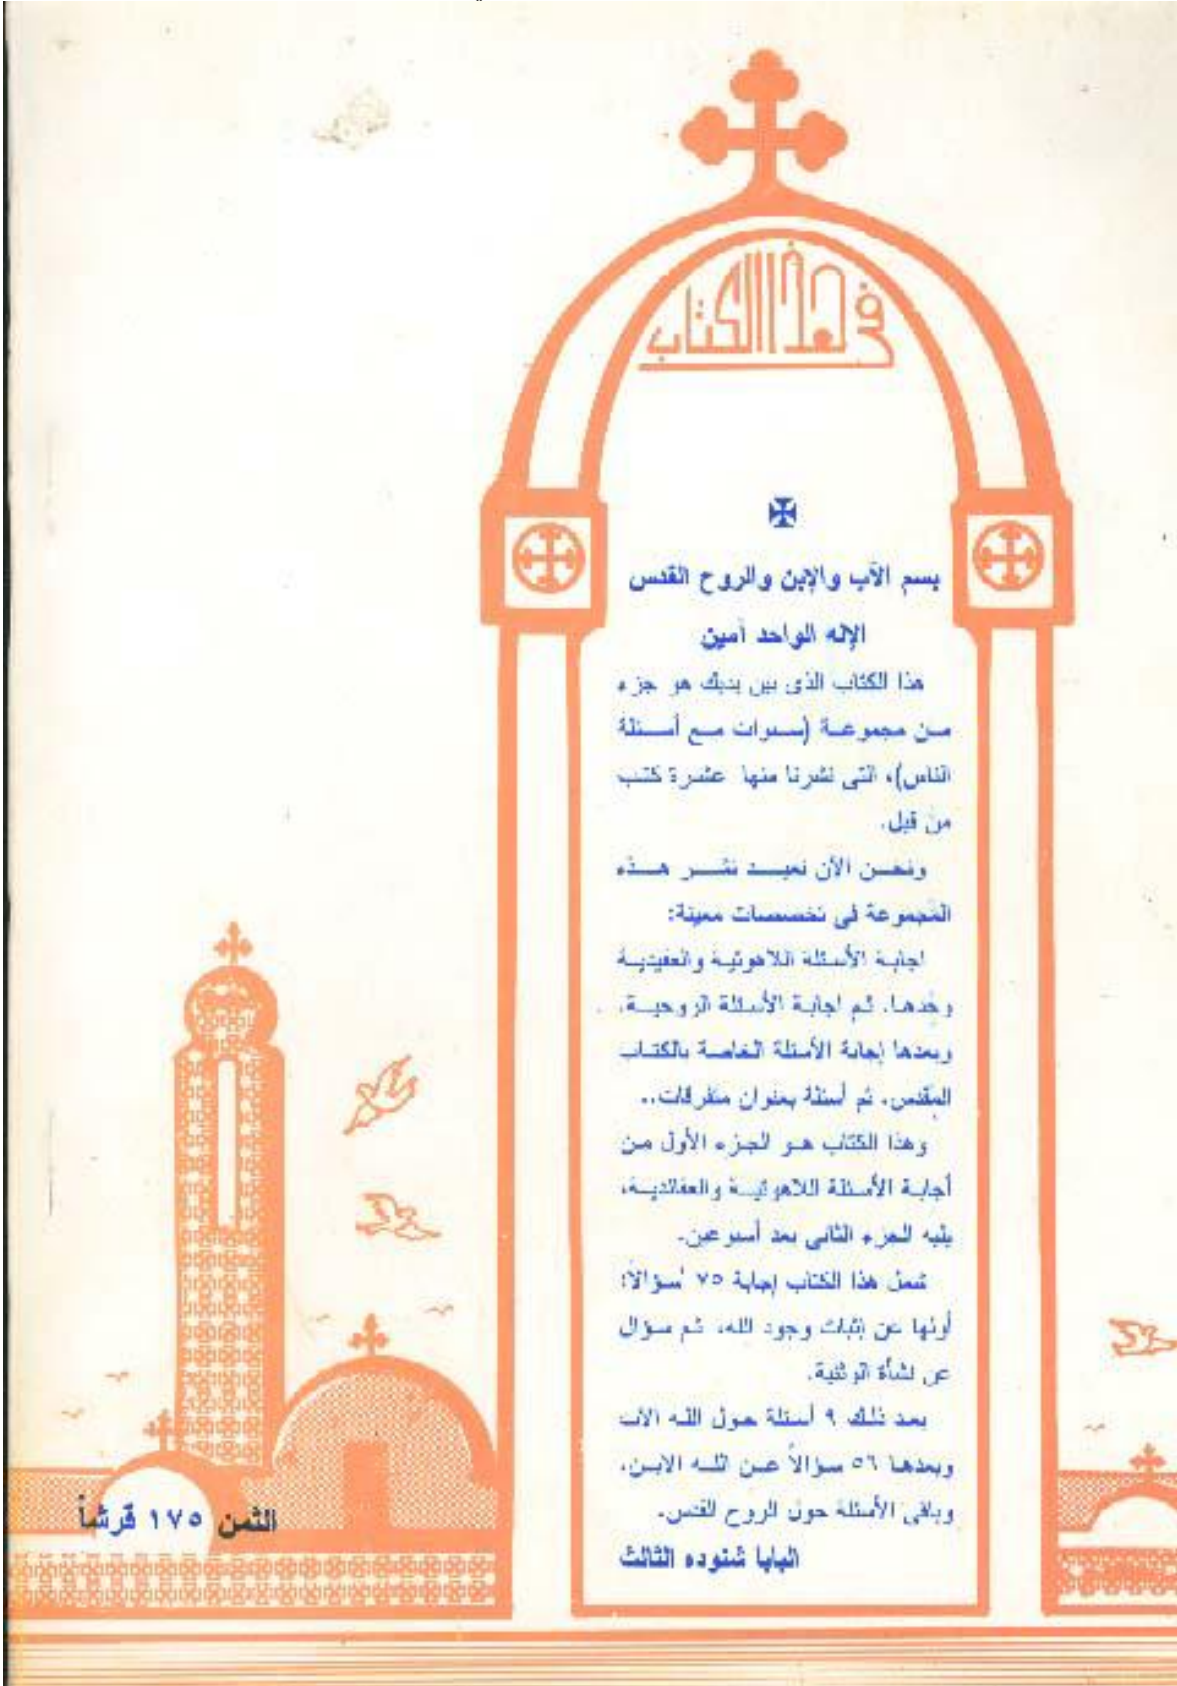 فى هذا الكتاب
بسم الآب والإبن والروح القدس
الإله الواحد آمين
هذا الكتاب الذى بين يديك هو جزء
من مجموعة (سنوات مع أسئلة
الناس)، التى نشرنا منها عشرة كتب
من قبل.
ونحن الآن نعيد نشر هذه
المجموعة فى تخصصات معينة:
اجابة الأسئلة اللاهوتية والعقيدية
وحدها. ثم اجابة الأسئلة الروحية.
وبعدها إجابة الأسئلة الخاصة بالكتاب
المقدس. ثم أسئلة بعنوان متفرقات..
وهذا الكتاب هو الجزء الأول من
أجابة الأسئلة اللاهوتية والعقائدية.
يليه الجزء الثانى بعد أسبوعين.
شمل هذا الكتاب إجابة ٧٥ سؤالاً:
أولها عن إثبات وجود الله، ثم سؤال
عن نشأة الوثنية.
بعد ذلك ٩ أسئلة حول الله الآب
وبعدها ٥٦ سؤالاً عن الله الابن.
وباقى الأسئلة حول الروح القدس.
البابا شنوده الثالث
الثمن ١٧٥ قرشاً